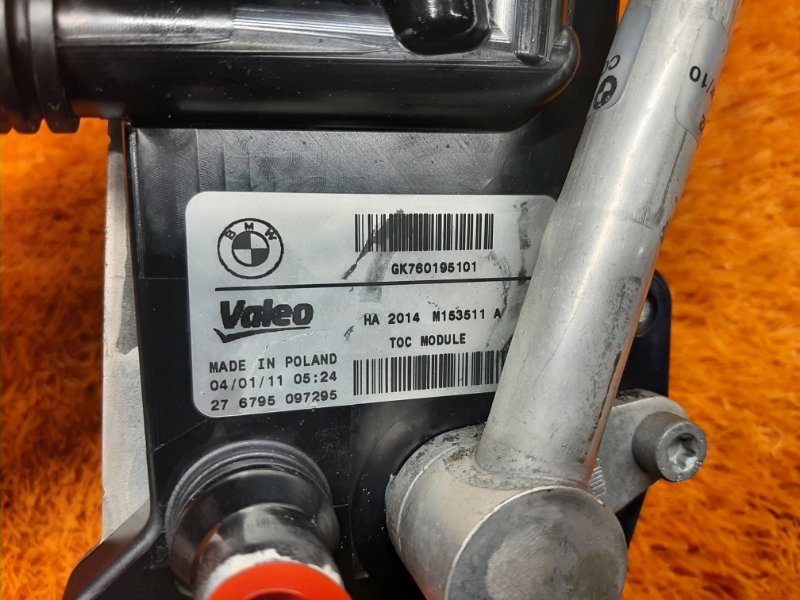 BMW
GK760195101
Valeo
HA 2014 M153511 A
TOC MODULE
MADE IN POLAND
04/01/11 05:24
27 6795 097295
/10